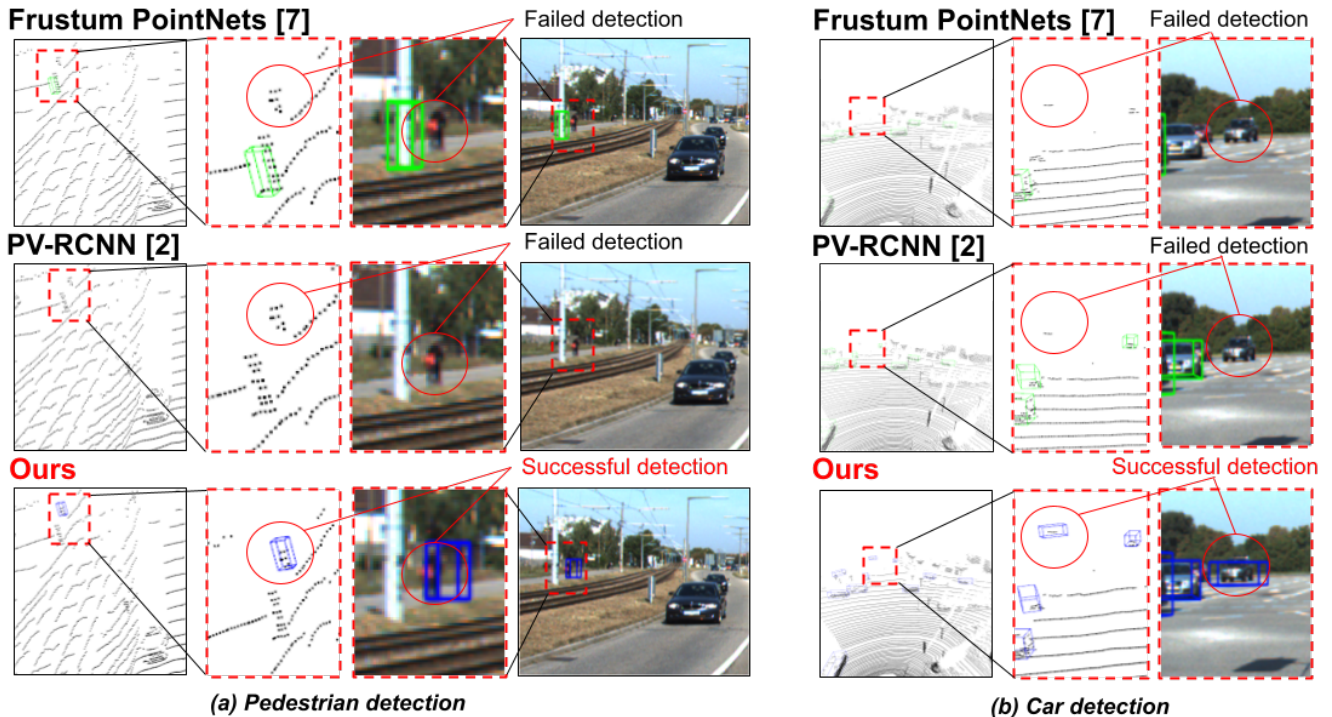 Frustum PointNets [7]
Failed detection
Frustum PointNets [7]
Failed detection
PV-RCNN [2]
Failed detection
PV-RCNN [2]
Failed detection
Ours
Successful detection
Ours
Successful detection
(a) Pedestrian detection
(b) Car detection